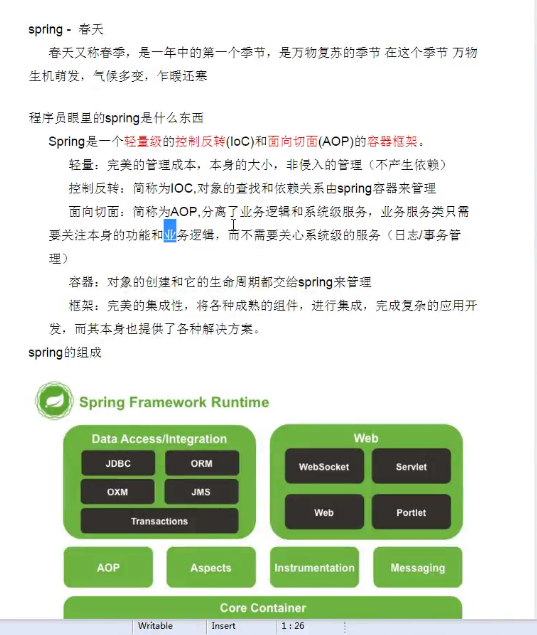 spring - 春天
春天又称春季，是一年中的第一个季节，是万物复苏的季节 在这个季节 万物
生机萌发，气候多变，乍暖还寒
程序员眼里的spring是什么东西
Spring是一个轻量级的控制反转(IoC)和面向切面(AOP)的容器框架。
轻量：完美的管理成本，本身的大小，非侵入的管理（不产生依赖）
控制反转：简称为IOC,对象的查找和依赖关系由spring容器来管理
面向切面：简称为AOP,分离了业务逻辑和系统级服务，业务服务类只需
要关注本身的功能和业务逻辑，而不需要关心系统级的服务（日志/事务管
理）
容器：对象的创建和它的生命周期都交给spring来管理
框架：完美的集成性，将各种成熟的组件，进行集成，完成复杂的应用开
发，而其本身也提供了各种解决方案。
spring的组成
Spring Framework Runtime
Data Access/Integration
Web
JDBC ORM
WebSocket Servlet
OXM JMS
Web Portlet
Transactions
AOP Aspects Instrumentation Messaging
Core Container
Writable Insert 1 : 26